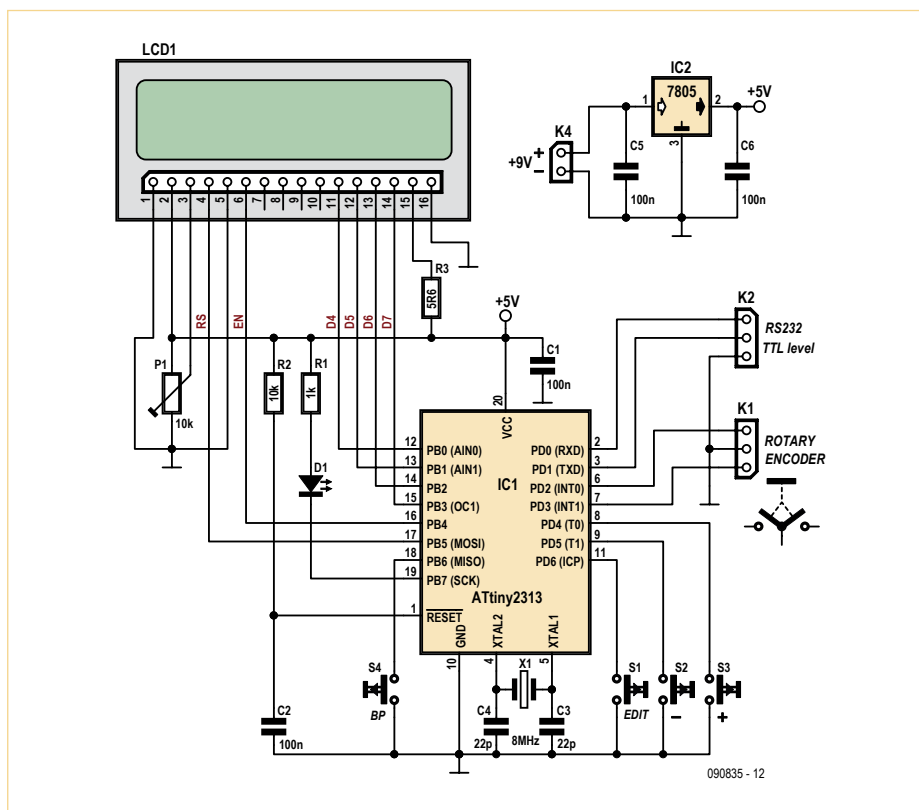 LCD1
1 2 3 4 5 6 7 8 9 10 11 12 13 14 15 16
IC2
7805
1 2
3
+5V
K4
+
+9V
–
C5
100n
C6
100n
R3
5R6
+5V
RS EN D4 D5 D6 D7
P1
10k
R2
10k
R1
1k
D1
C1
100n
20
VCC
12 PB0 (AIN0)
13 PB1 (AIN1)
14 PB2
15 PB3 (OC1)
16 PB4
17 PB5 (MOSI)
18 PB6 (MISO)
19 PB7 (SCK)
IC1
PD0 (RXD) 2
PD1 (TXD) 3
PD2 (INT0) 6
PD3 (INT1) 7
PD4 (T0) 8
PD5 (T1) 9
PD6 (ICP) 11
ATtiny2313
1 RESET
GND
XTAL2
XTAL1
10 4 5
K2
RS232
TTL level
K1
ROTARY
ENCODER
X1
8MHz
C4
22p
C3
22p
S4
BP
C2
100n
S1
EDIT
S2
–
S3
+
090835 - 12